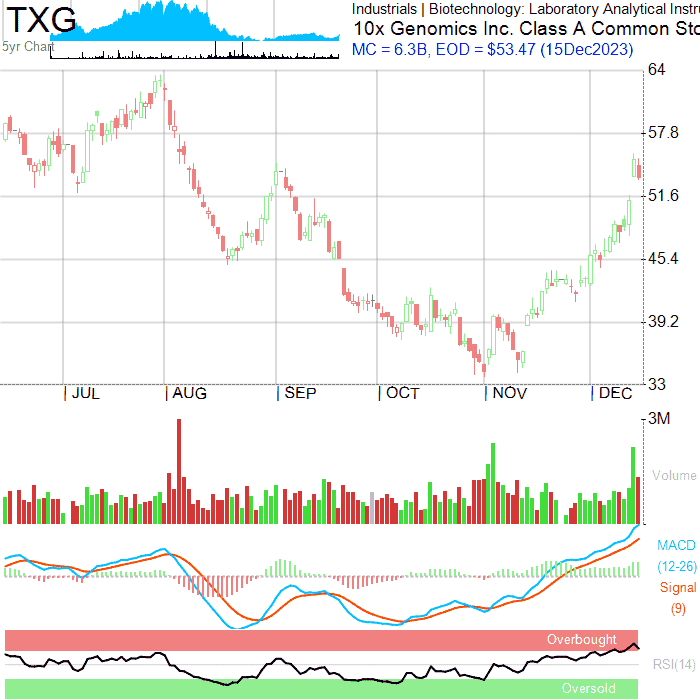 TXG
5yr Chart
Industrials | Biotechnology: Laboratory Analytical Instru
10x Genomics Inc. Class A Common Sto
MC = 6.3B, EOD = $53.47 (15Dec2023)
64
57.8
51.6
45.4
39.2
33
JUL AUG SEP OCT NOV DEC
3M
Volume
MACD
(12-26)
Signal
(9)
Overbought
RSI(14)
Oversold